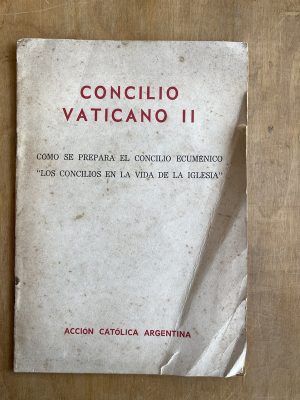 CONCILIO
VATICANO II
COMO SE PREPARA EL CONCILIO ECUMENICO
"LOS CONCILIOS EN LA VIDA DE LA IGLESIA"
ACCION CATÓLICA ARGENTINA